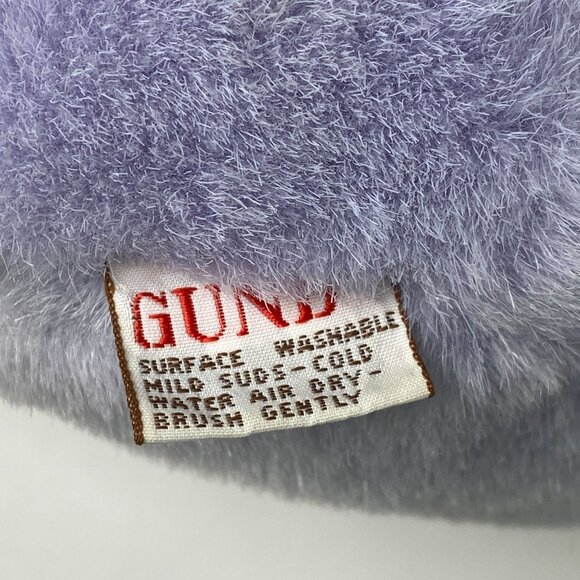 GUND
SURFACE WASHABLE
MILD SUDS-COLD
WATER AIR DRY-
BRUSH GENTLY